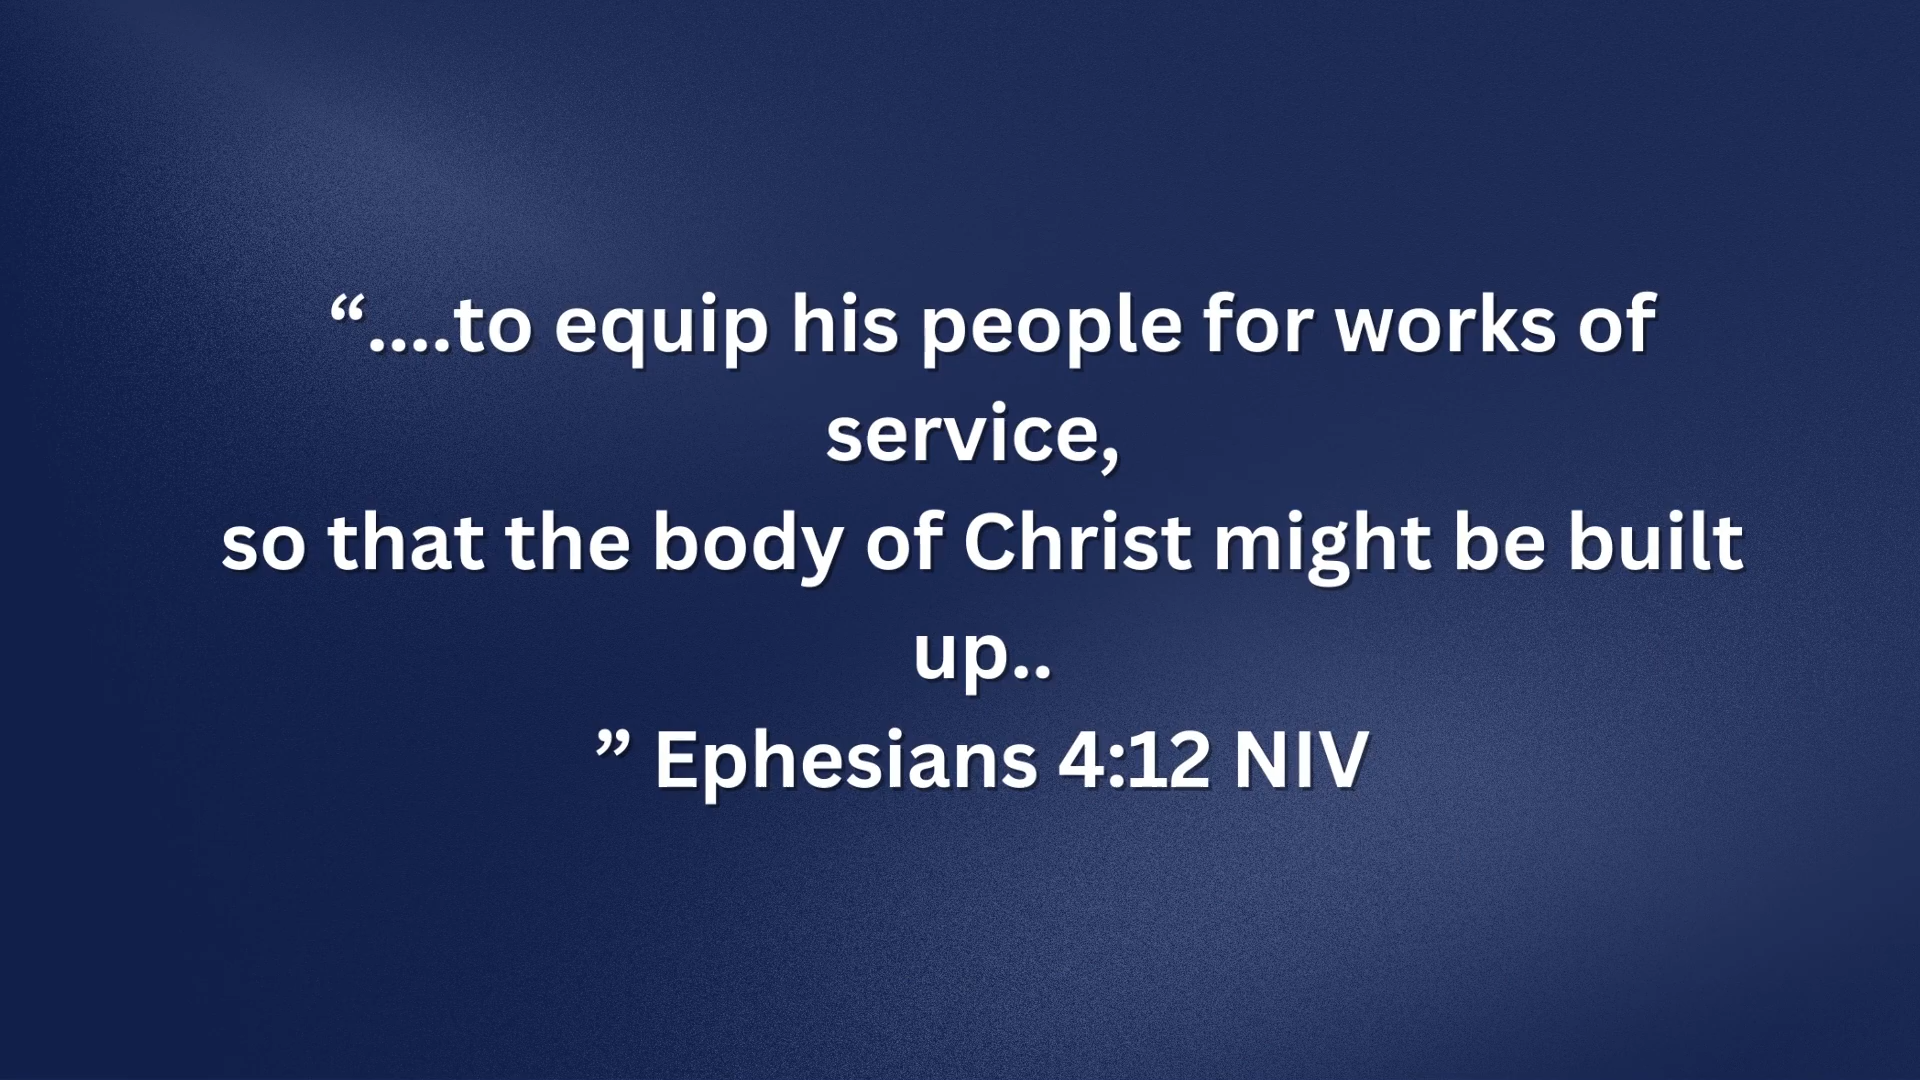 “....to equip his people for works of
service,
so that the body of Christ might be built
up..
” Ephesians 4:12 NIV